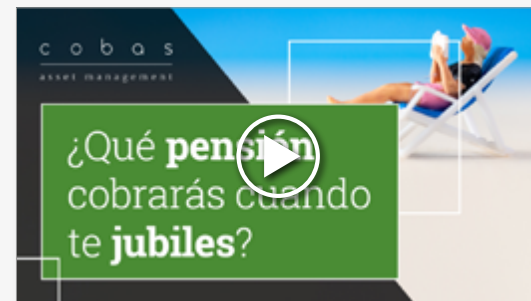 cobas
asset management
¿Qué pensión
cobrarás cuando
te jubiles?